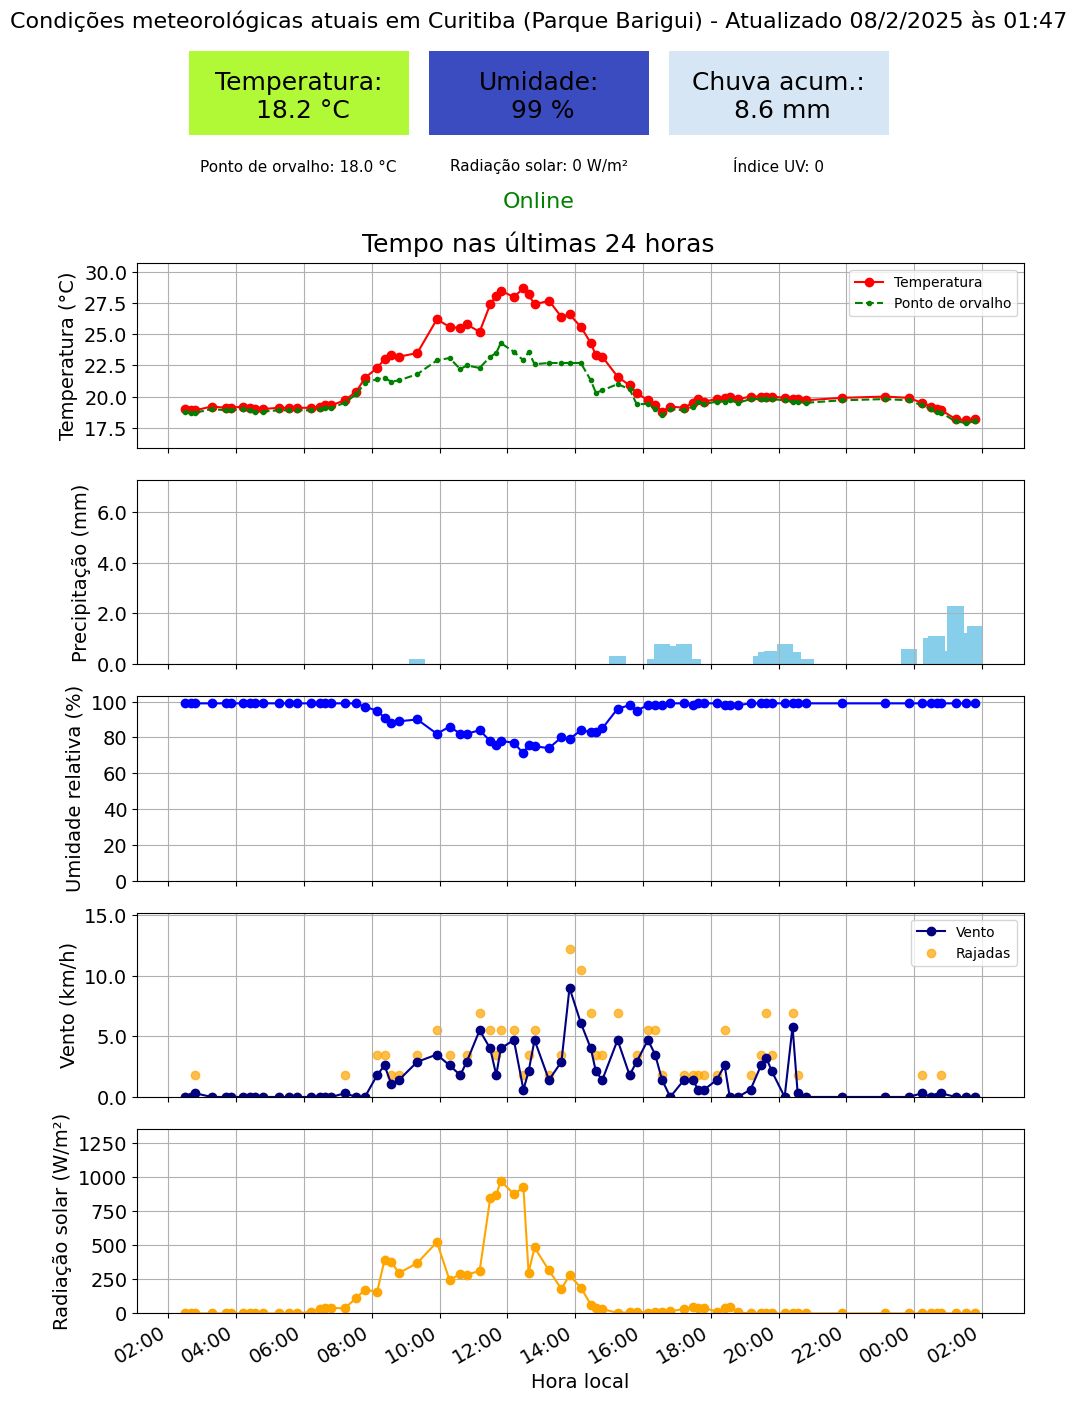 Condições meteorológicas atuais em Curitiba (Parque Barigui) - Atualizado 08/2/2025 às 01:47
Temperatura:
18.2 °C
Umidade:
99 %
Chuva acum.:
8.6 mm
Ponto de orvalho: 18.0 °C
Radiação solar: 0 W/m²
Índice UV: 0
Online
Tempo nas últimas 24 horas
Temperatura (°C)
30.0
27.5
25.0
22.5
20.0
17.5
Temperatura
Ponto de orvalho
Precipitação (mm)
6.0
4.0
2.0
0.0
Umidade relativa (%)
100
80
60
40
20
0
Vento (km/h)
15.0
10.0
5.0
0.0
Vento
Rajadas
Radiação solar (W/m²)
1250
1000
750
500
250
0
02:00 04:00 06:00 08:00 10:00 12:00 14:00 16:00 18:00 20:00 22:00 00:00 02:00
Hora local